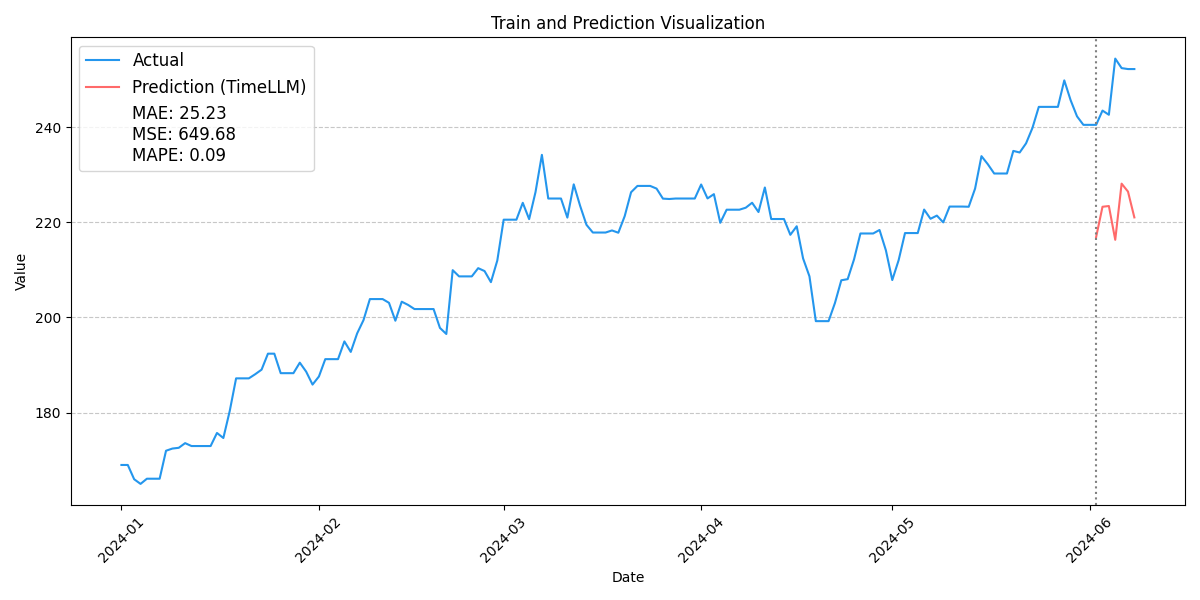 Train and Prediction Visualization
Actual
Prediction (TimeLLM)
MAE: 25.23
MSE: 649.68
MAPE: 0.09
240
220
200
180
Value
2024-01
2024-02
2024-03
2024-04
2024-05
2024-06
Date